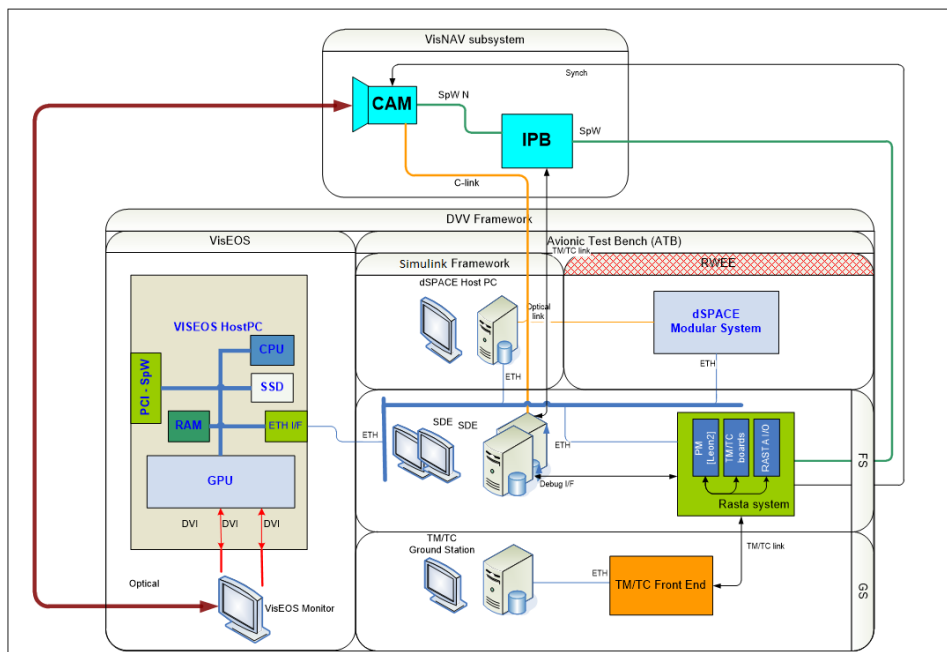 VisNAV subsystem
Synch
CAM
SpW N
IPB
SpW
C-link
DVV Framework
VisEOS
Avionic Test Bench (ATB)
TM/TC link
Simulink Framework
RWEE
dSPACE Host PC
Optical
link
dSPACE
Modular System
VISEOS HostPC
CPU
PCI - SpW
SSD
RAM
ETH I/F
ETH
ETH
ETH
GPU
SDE
SDE
PM
[Leon2]
TM/TC
boards
RASTA I/O
Rasta system
FS
Debug I/F
DVI
DVI
DVI
TM/TC
Ground Station
TM/TC link
ETH
TM/TC Front End
GS
Optical
VisEOS Monitor